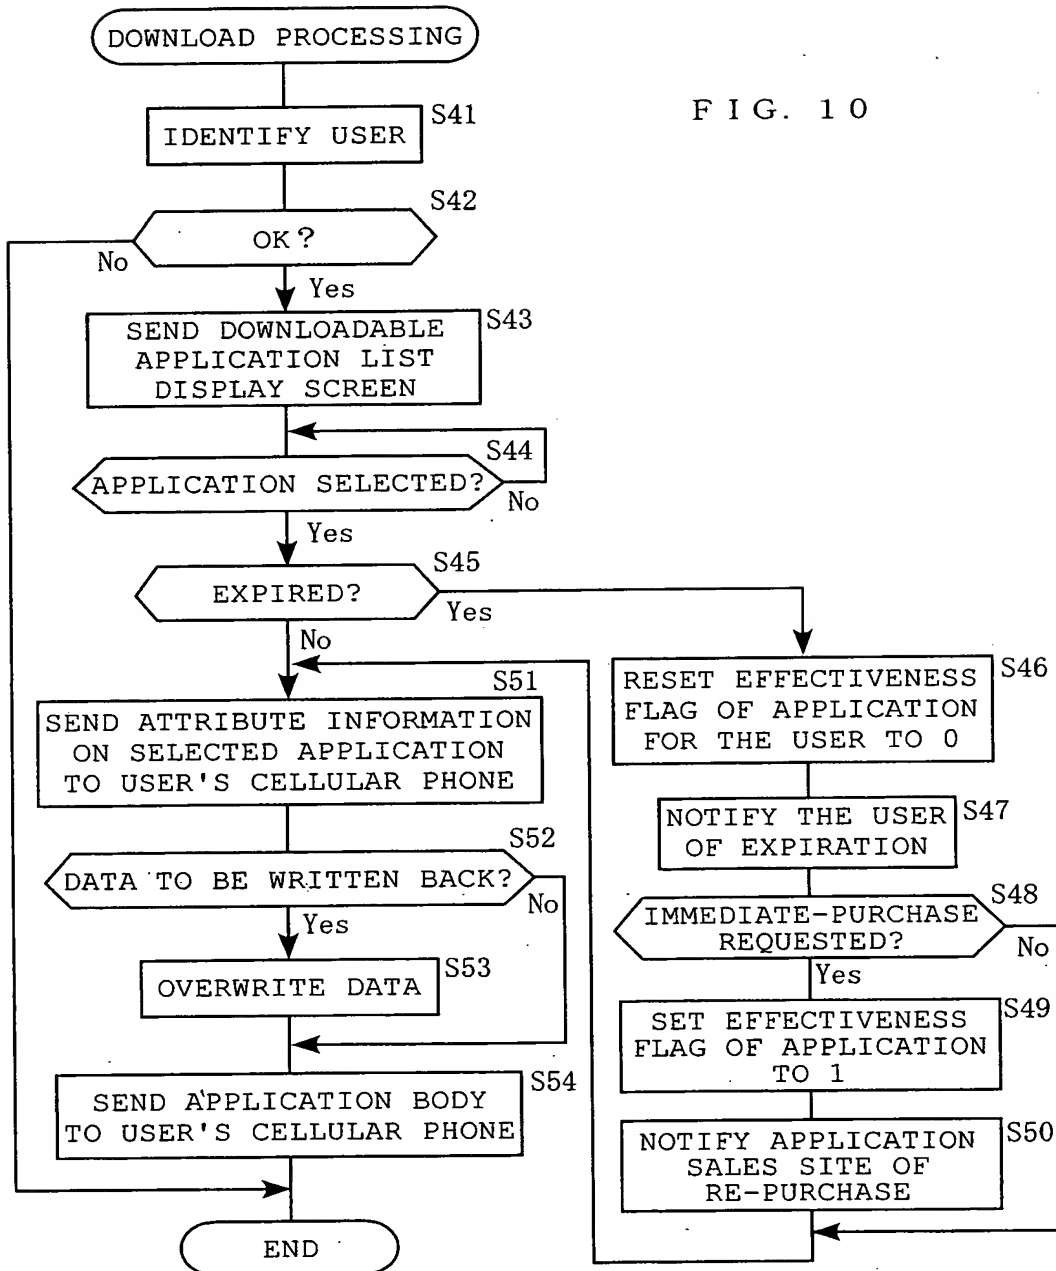 DOWNLOAD PROCESSING
FIG. 10
S41
IDENTIFY USER
S42
OK?
No
Yes
S43
SEND DOWNLOADABLE
APPLICATION LIST
DISPLAY SCREEN
S44
APPLICATION SELECTED?
No
Yes
S45
EXPIRED?
Yes
No
S46
RESET EFFECTIVENESS
FLAG OF APPLICATION
FOR THE USER TO 0
S47
NOTIFY THE USER
OF EXPIRATION
S48
IMMEDIATE-PURCHASE
REQUESTED?
No
Yes
S49
SET EFFECTIVENESS
FLAG OF APPLICATION
TO 1
S50
NOTIFY APPLICATION
SALES SITE OF
RE-PURCHASE
S51
SEND ATTRIBUTE INFORMATION
ON SELECTED APPLICATION
TO USER'S CELLULAR PHONE
S52
DATA TO BE WRITTEN BACK?
No
Yes
S53
OVERWRITE DATA
S54
SEND APPLICATION BODY
TO USER'S CELLULAR PHONE
END